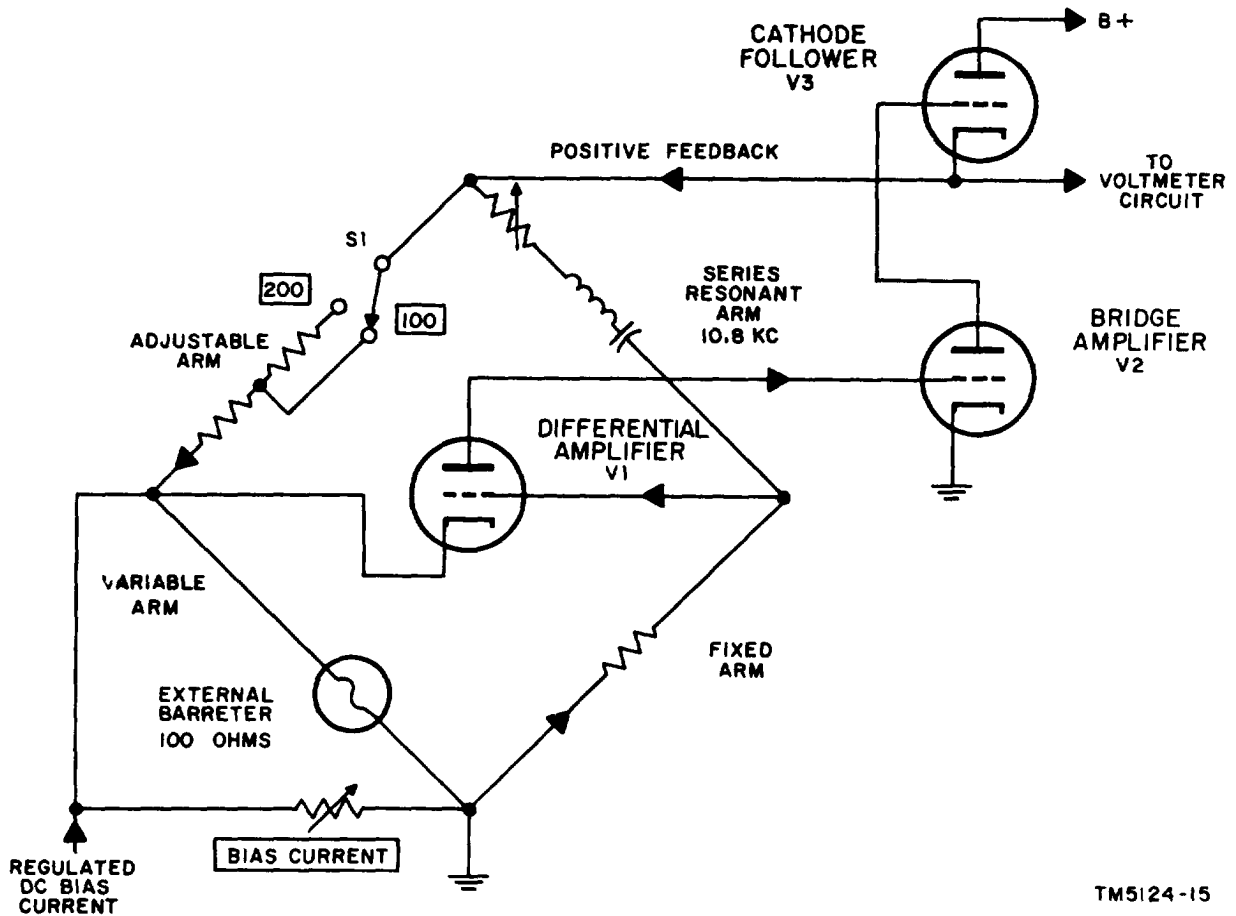 CATHODE
FOLLOWER
V3
B+
POSITIVE FEEDBACK
TO
VOLTMETER
CIRCUIT
S1
200
100
SERIES
RESONANT
ARM
10.8 KC
BRIDGE
AMPLIFIER
V2
ADJUSTABLE
ARM
DIFFERENTIAL
AMPLIFIER
V1
VARIABLE
ARM
FIXED
ARM
EXTERNAL
BARRETER
100 OHMS
BIAS CURRENT
REGULATED
DC BIAS
CURRENT
TM5124-15